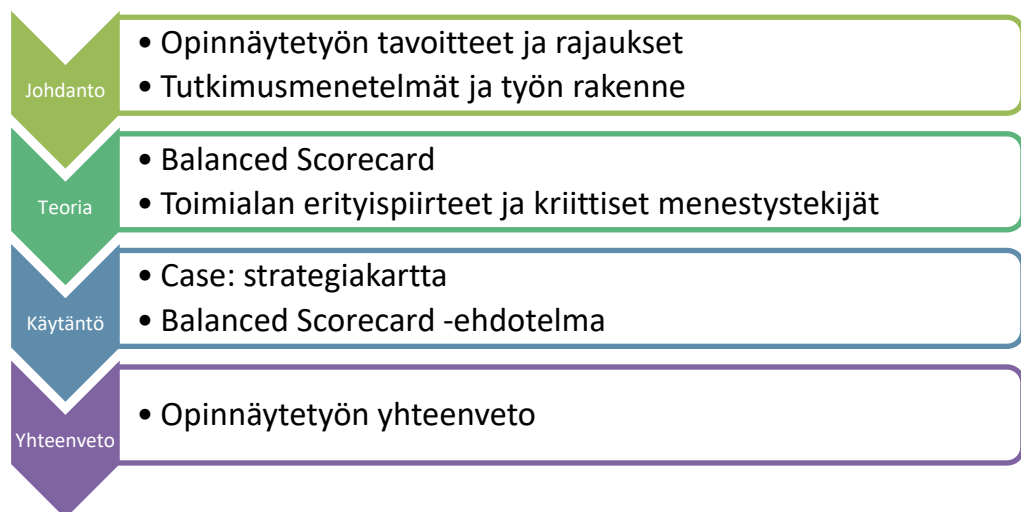 Johdanto
• Opinnäytetyön tavoitteet ja rajaukset
• Tutkimusmenetelmät ja työn rakenne
Teoria
• Balanced Scorecard
• Toimialan erityispiirteet ja kriittiset menestystekijät
Käytäntö
• Case: strategiakartta
• Balanced Scorecard -ehdotelma
Yhteenveto
• Opinnäytetyön yhteenveto